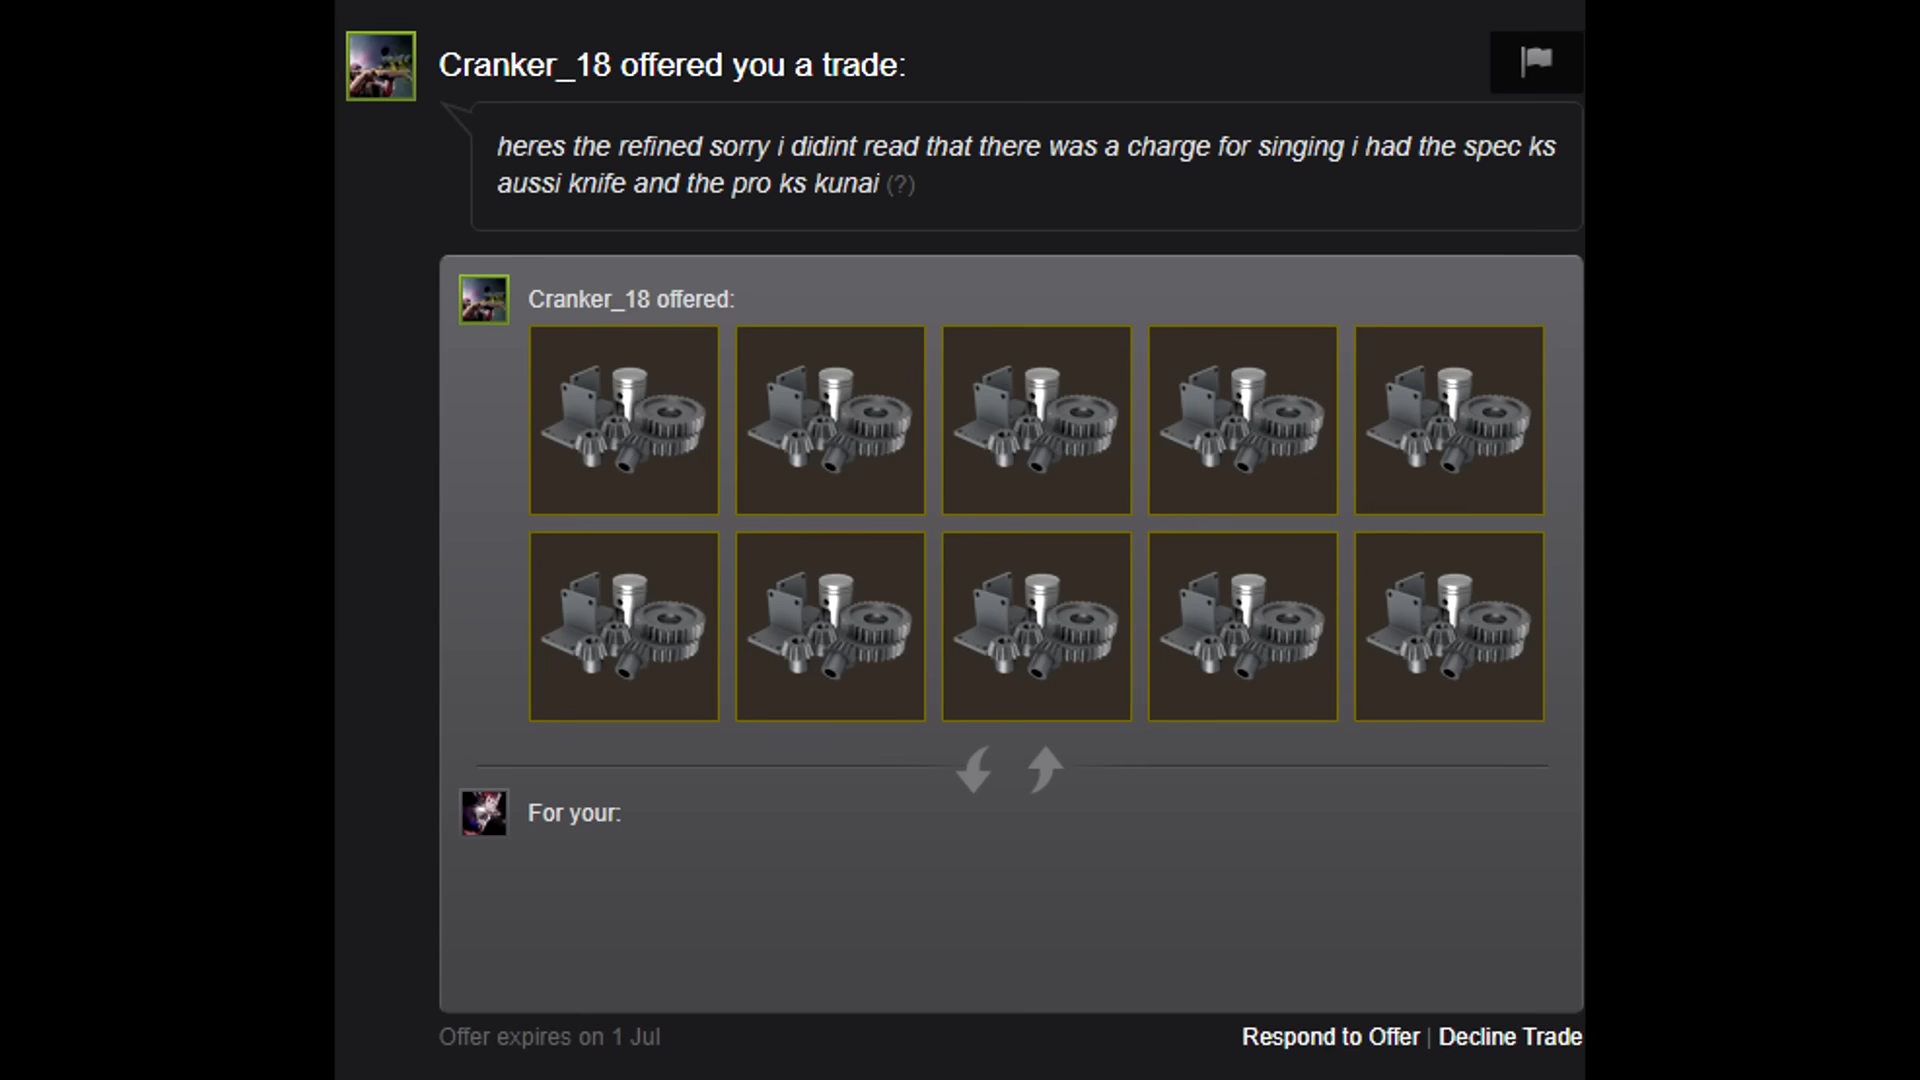 Cranker_18 offered you a trade:
heres the refined sorry i didint read that there was a charge for singing i had the spec ks
aussi knife and the pro ks kunai (?)
Cranker_18 offered:
For your:
Offer expires on 1 Jul
Respond to Offer | Decline Trade